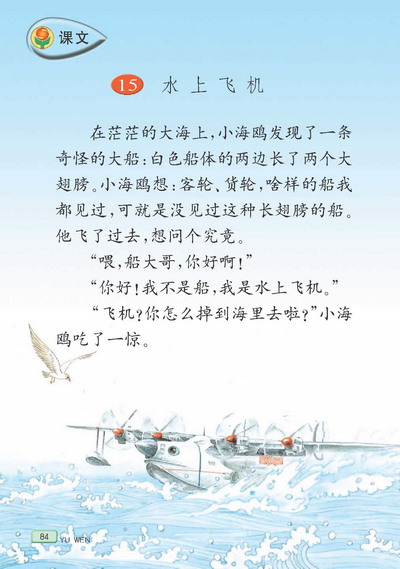 课文
15 水上飞机
在茫茫的大海上，小海鸥发现了一条
奇怪的大船：白色船体的两边长了两个大
翅膀。小海鸥想：客轮、货轮，啥样的船我
都见过，可就是没见过这种长翅膀的船。
他飞了过去，想问个究竟。
“喂，船大哥，你好啊！”
“你好！我不是船，我是水上飞机。”
“飞机？你怎么掉到海里去啦？”小海
鸥吃了一惊。
84 YU WEN